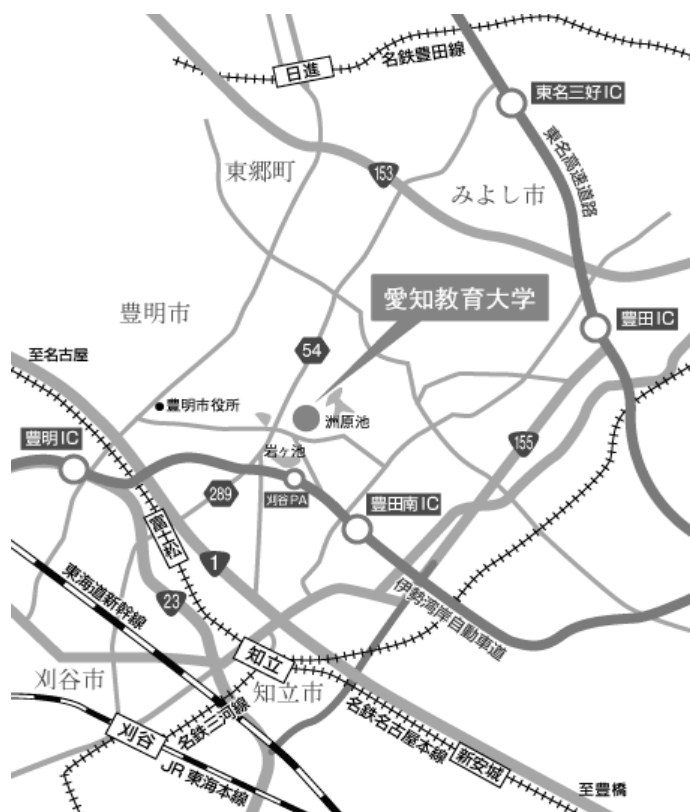 名鉄豊田線
日進
東名三好IC
東名高速道路
東郷町
153
みよし市
愛知教育大学
豊明市
豊田IC
54
至名古屋
豊明市役所
洲原池
155
豊明IC
岩ヶ池
289
刈谷PA
豊田南IC
富士松
1
東海道新幹線
23
伊勢湾岸自動車道
知立
刈谷市
知立市
名鉄三河線
名鉄名古屋本線
刈谷
新安城
JR東海本線
至豊橋